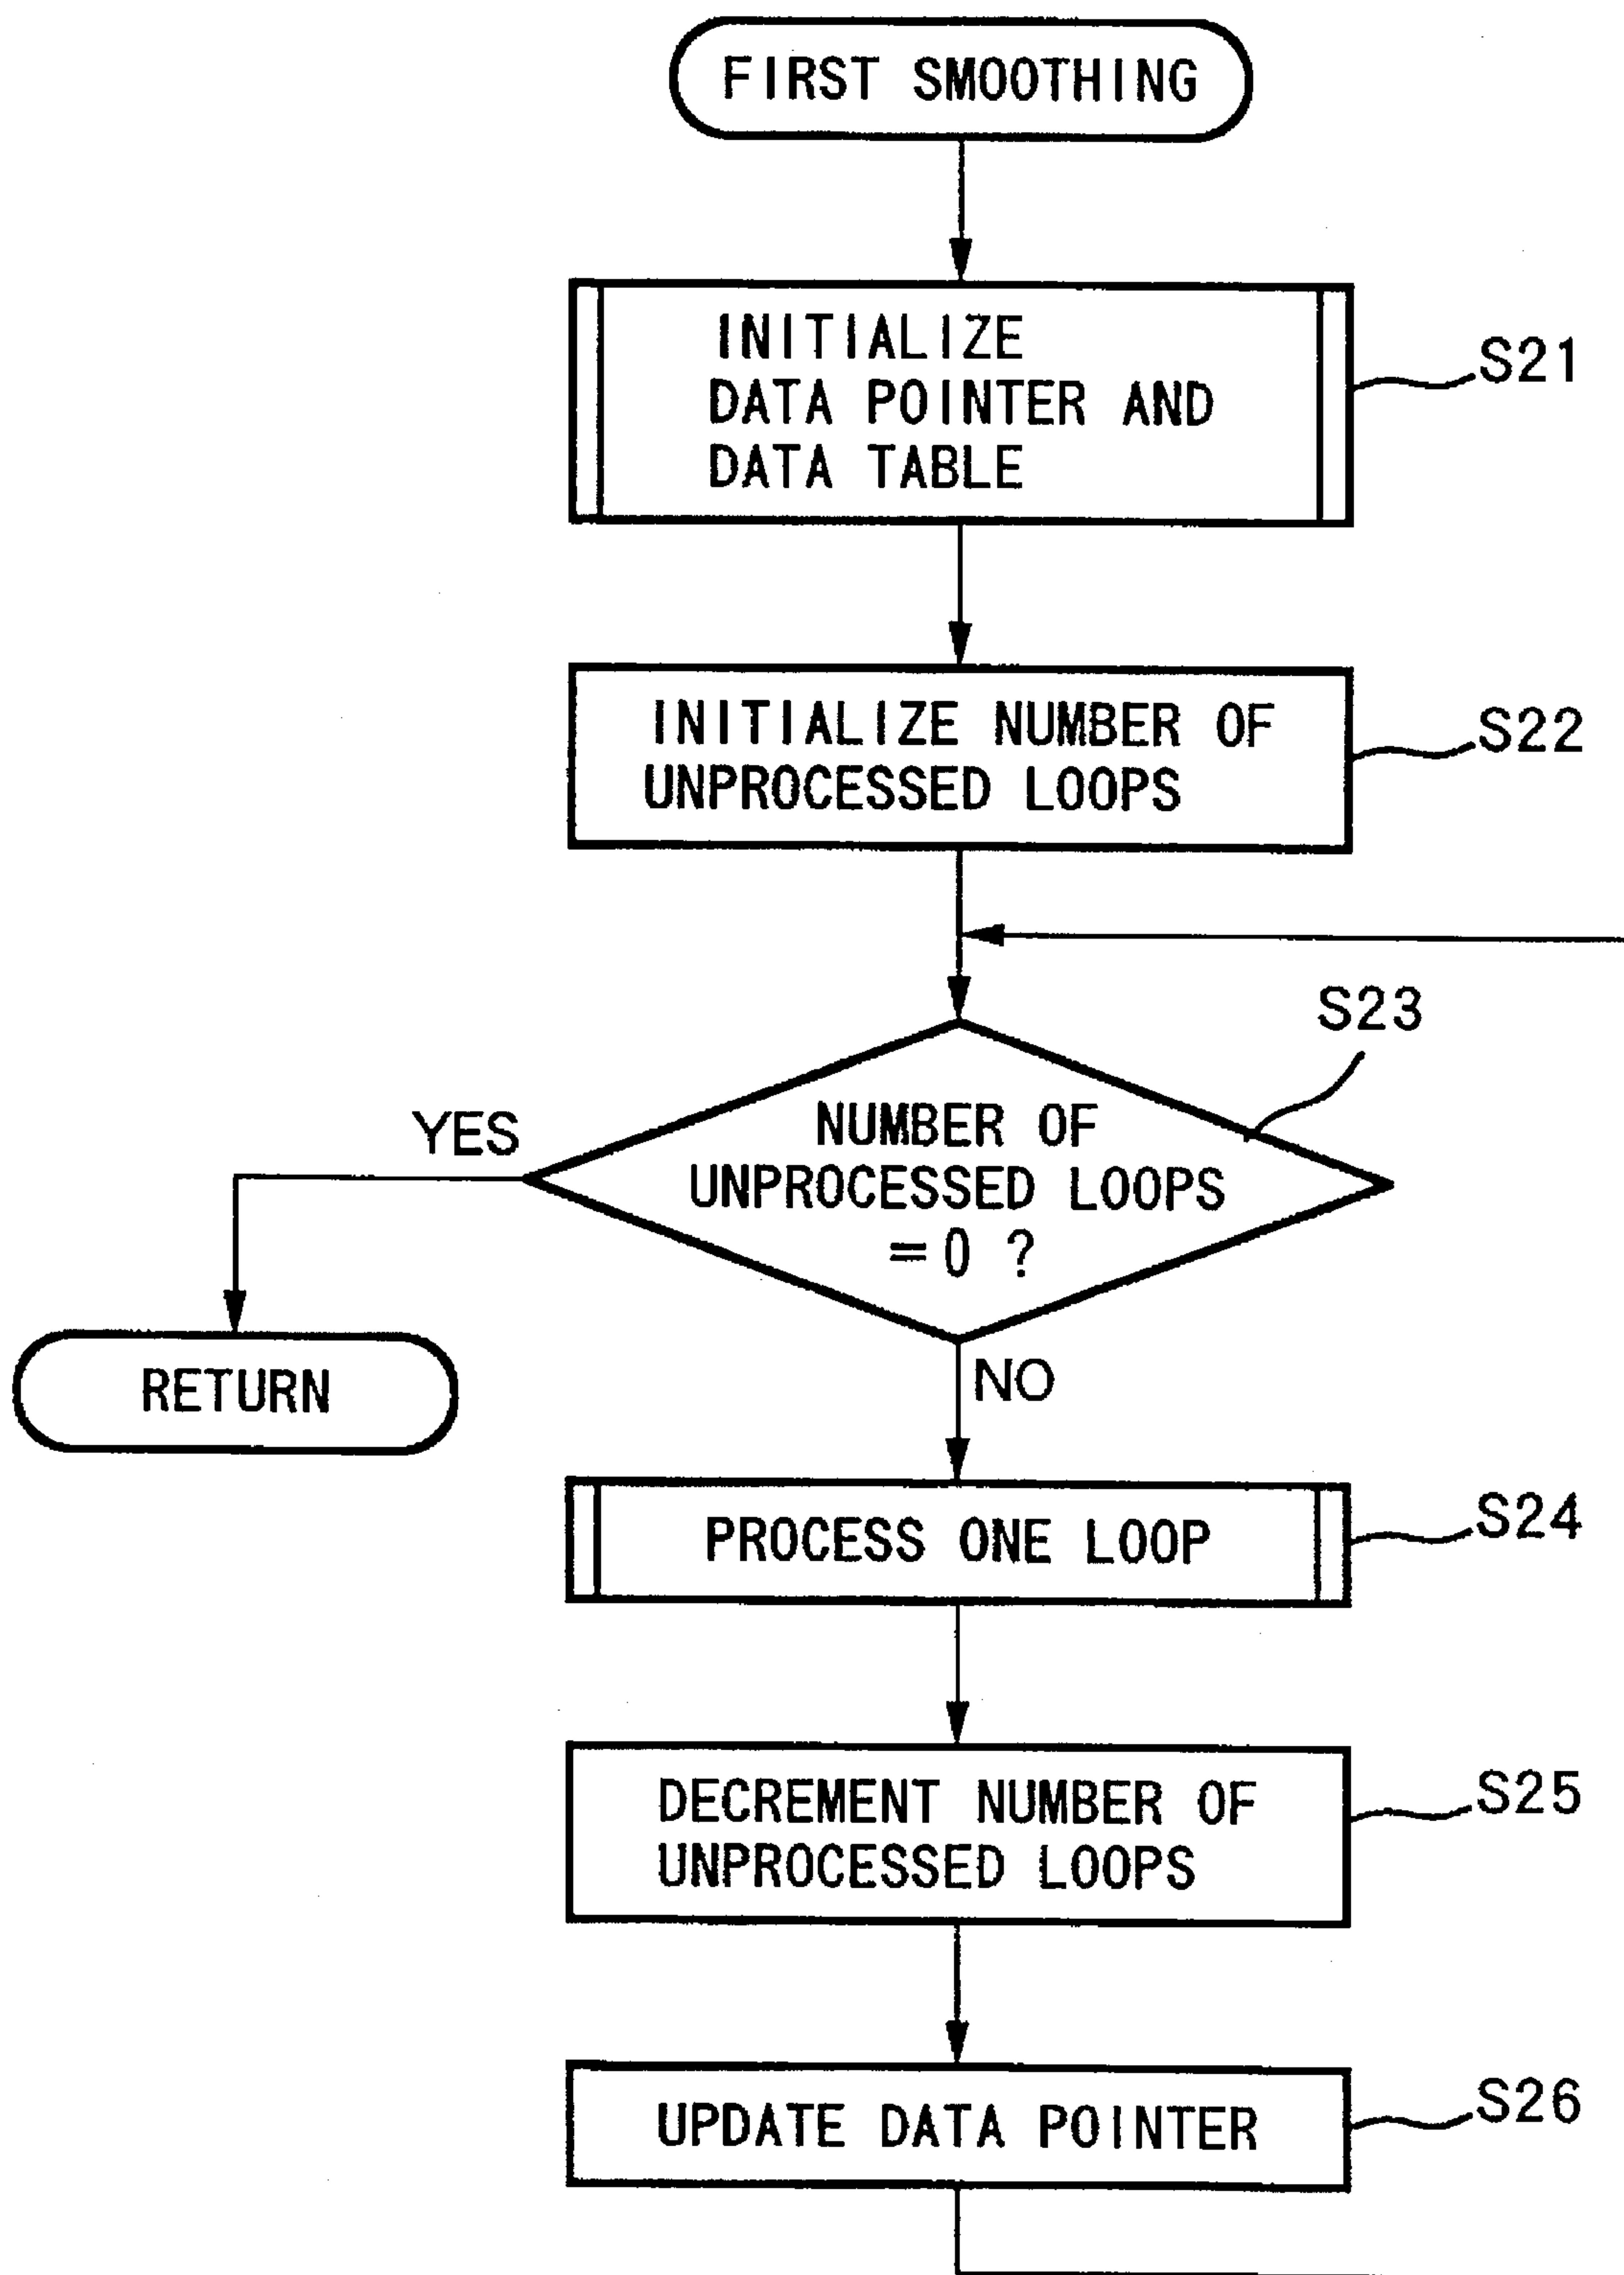 FIRST SMOOTHING
INITIALIZE
DATA POINTER AND
DATA TABLE
S21
INITIALIZE NUMBER OF
UNPROCESSED LOOPS
S22
S23
NUMBER OF
UNPROCESSED LOOPS
=0 ?
YES
RETURN
NO
PROCESS ONE LOOP
S24
DECREMENT NUMBER OF
UNPROCESSED LOOPS
S25
UPDATE DATA POINTER
S26